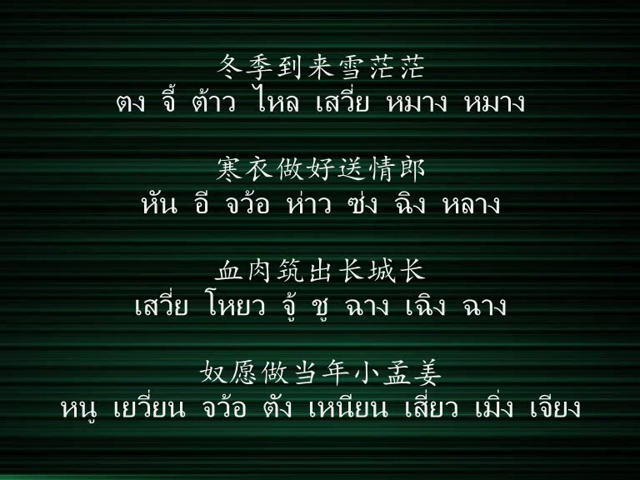 冬季到来雪茫茫
ตง จี้ ต้าว ไหล เสวี่ย หมาง หมาง
寒衣做好送情郎
หัน อี จว้อ ห่าว ซ่ง ฉิง หลาง
血肉筑出长城长
เสวี่ย โหยว จู้ ชู ฉาง เฉิง ฉาง
奴愿做当年小孟姜
หนู เยวี่ยน จว้อ ตัง เหนียน เสี่ยว เมิ่ง เจียง